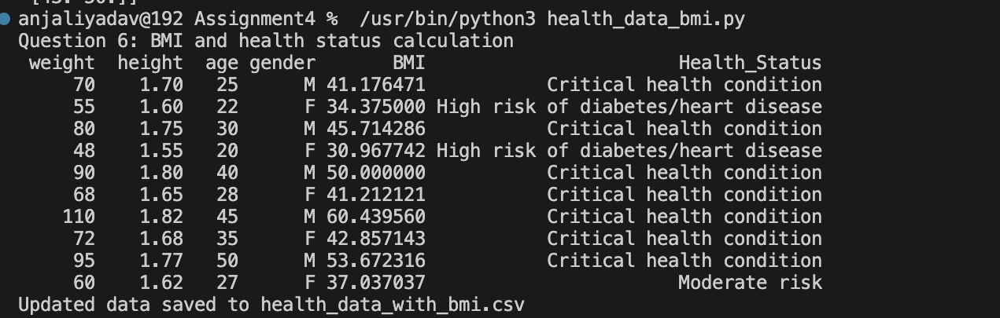 anjaliyadav@192 Assignment4 % /usr/bin/python3 health_data_bmi.py
Question 6: BMI and health status calculation
weight height age gender BMI Health_Status
70 1.70 25 M 41.176471 Critical health condition
55 1.60 22 F 34.375000 High risk of diabetes/heart disease
80 1.75 30 M 45.714286 Critical health condition
48 1.55 20 F 30.967742 High risk of diabetes/heart disease
90 1.80 40 M 50.000000 Critical health condition
68 1.65 28 F 41.212121 Critical health condition
110 1.82 45 M 60.439560 Critical health condition
72 1.68 35 F 42.857143 Critical health condition
95 1.77 50 M 53.672316 Critical health condition
60 1.62 27 F 37.037037 Moderate risk
Updated data saved to health_data_with_bmi.csv